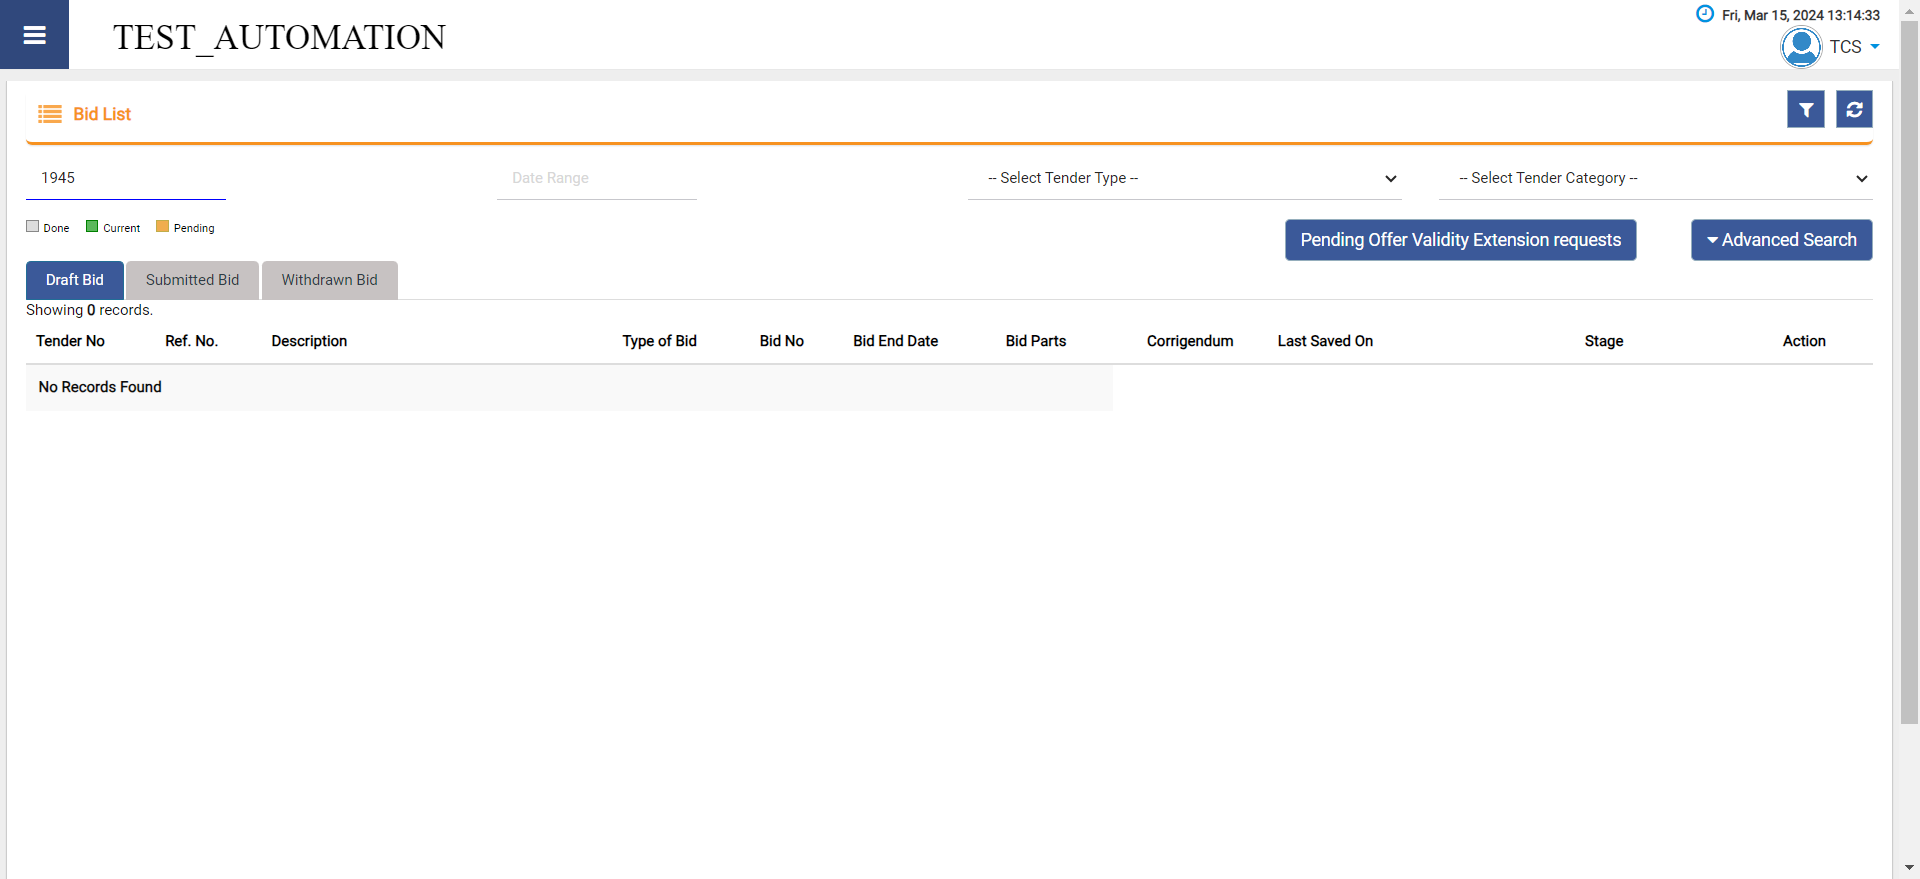 TEST_AUTOMATION
Fri, Mar 15, 2024 13:14:33
TCS
Bid List
1945
Date Range
-- Select Tender Type --
-- Select Tender Category --
Done
Current
Pending
Pending Offer Validity Extension requests
Advanced Search
Draft Bid
Submitted Bid
Withdrawn Bid
Showing 0 records.
Tender No Ref. No. Description Type of Bid Bid No Bid End Date Bid Parts Corrigendum Last Saved On Stage Action
No Records Found